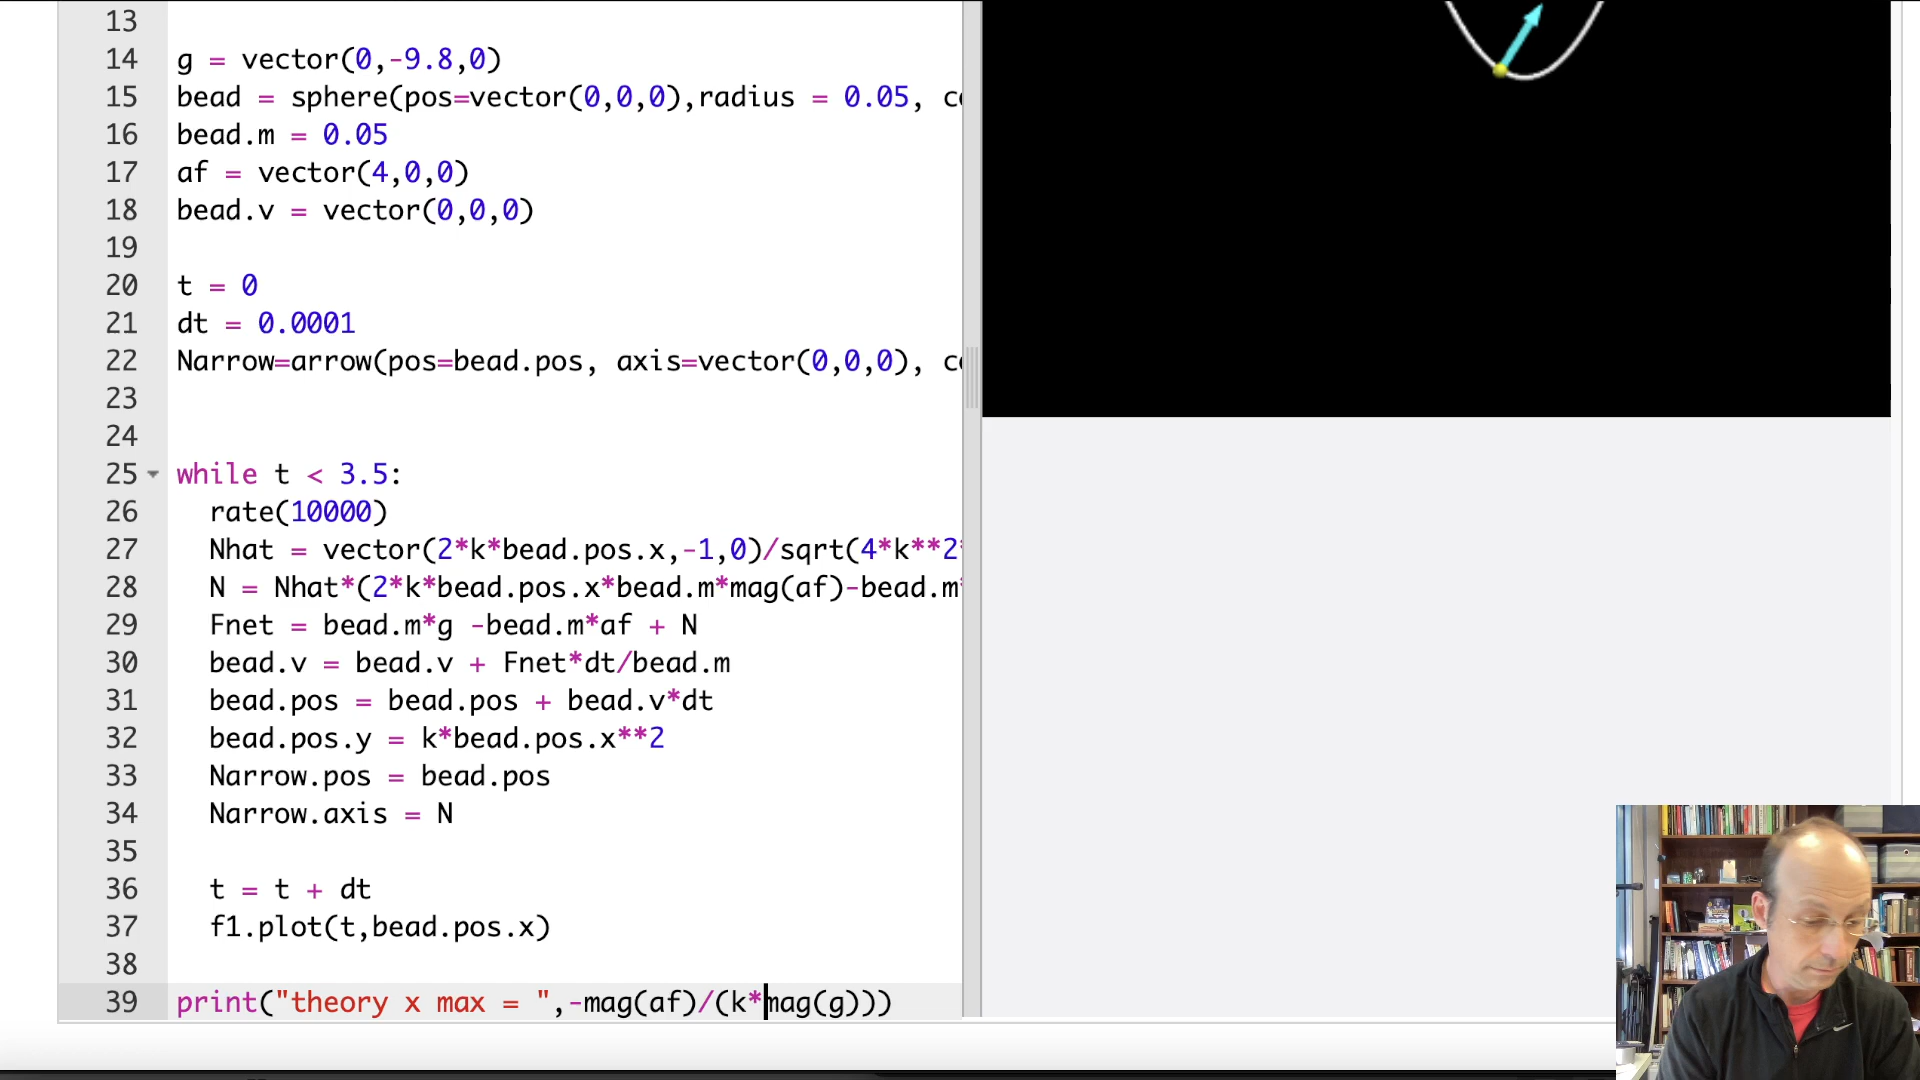 13
14 g = vector(0,-9.8,0)
15 bead = sphere(pos=vector(0,0,0),radius = 0.05, c
16 bead.m = 0.05
17 af = vector(4,0,0)
18 bead.v = vector(0,0,0)
19
20 t = 0
21 dt = 0.0001
22 Narrow=arrow(pos=bead.pos, axis=vector(0,0,0), c
23
24
25 while t < 3.5:
26 rate(10000)
27 Nhat = vector(2*k*bead.pos.x,-1,0)/sqrt(4*k**2
28 N = Nhat*(2*k*bead.pos.x*bead.m*mag(af)-bead.m*
29 Fnet = bead.m*g -bead.m*af + N
30 bead.v = bead.v + Fnet*dt/bead.m
31 bead.pos = bead.pos + bead.v*dt
32 bead.pos.y = k*bead.pos.x**2
33 Narrow.pos = bead.pos
34 Narrow.axis = N
35
36 t = t + dt
37 f1.plot(t,bead.pos.x)
38
39 print("theory x max = ",-mag(af)/(k*mag(g)))